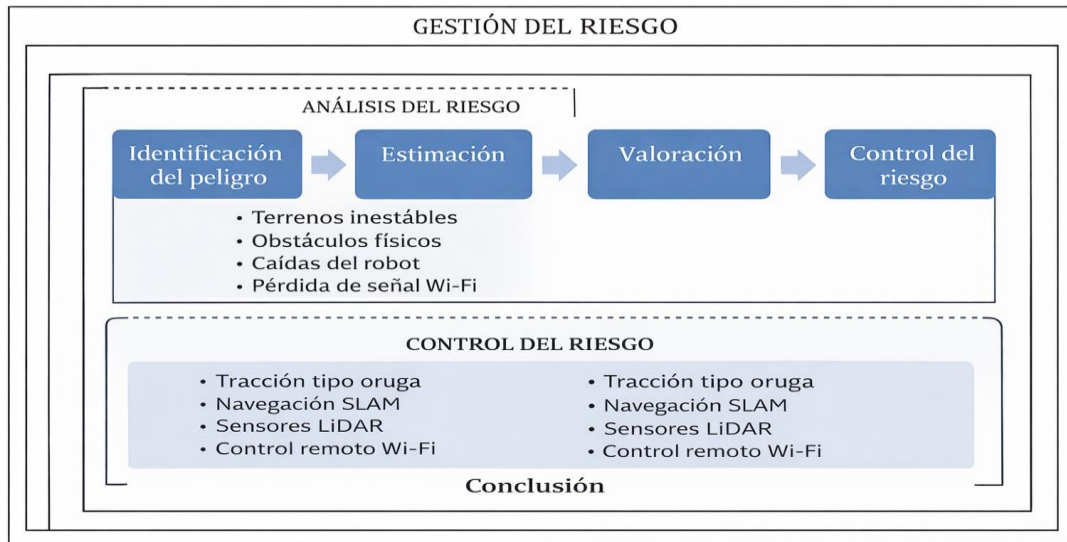 GESTIÓN DEL RIESGO
ANÁLISIS DEL RIESGO
Identificación
del peligro
Estimación
Valoración
Control del
riesgo
• Terrenos inestábles
• Obstáculos físicos
• Caídas del robot
• Pérdida de señal Wi-Fi
CONTROL DEL RIESGO
• Tracción tipo oruga
• Navegación SLAM
• Sensores LiDAR
• Control remoto Wi-Fi
• Tracción tipo oruga
• Navegación SLAM
• Sensores LiDAR
• Control remoto Wi-Fi
Conclusión